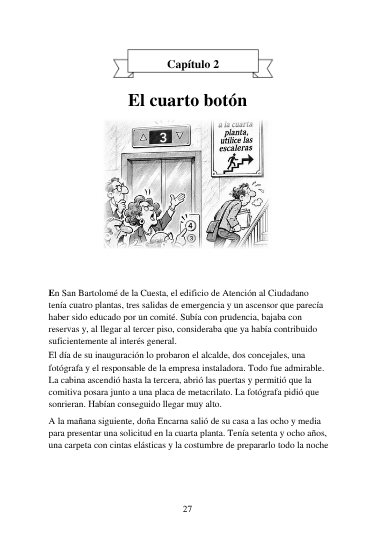 Capítulo 2
El cuarto botón
3
a la cuarta
planta,
utilice las
escaleras
4
3
En San Bartolomé de la Cuesta, el edificio de Atención al Ciudadano
tenía cuatro plantas, tres salidas de emergencia y un ascensor que parecía
haber sido educado por un comité. Subía con prudencia, bajaba con
reservas y, al llegar al tercer piso, consideraba que ya había contribuido
suficientemente al interés general.
El día de su inauguración lo probaron el alcalde, dos concejales, una
fotógrafa y el responsable de la empresa instaladora. Todo fue admirable.
La cabina ascendió hasta la tercera, abrió las puertas y permitió que la
comitiva posara junto a una placa de metacrilato. La fotógrafa pidió que
sonrieran. Habían conseguido llegar muy alto.
A la mañana siguiente, doña Encarna salió de su casa a las ocho y media
para presentar una solicitud en la cuarta planta. Tenía setenta y ocho años,
una carpeta con cintas elásticas y la costumbre de prepararlo todo la noche
27